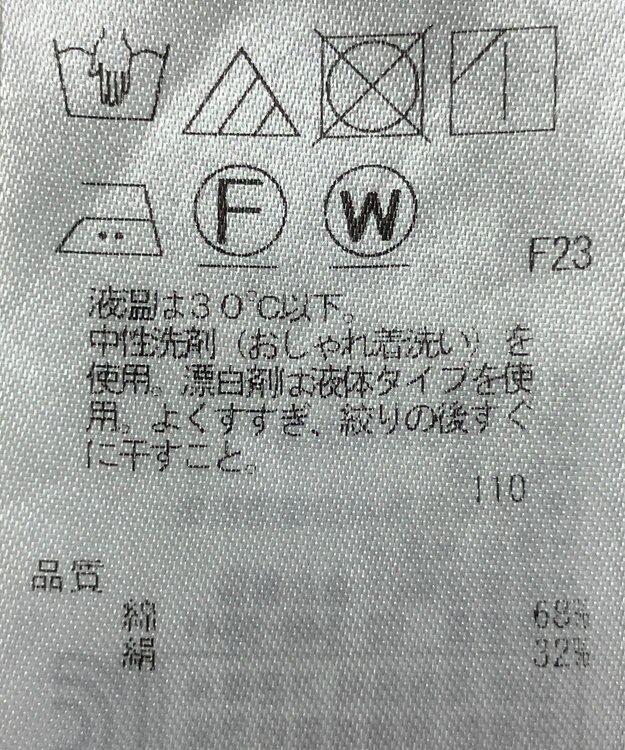 F W
F23
液温は30℃以下。
中性洗剤（おしゃれ着洗い）を
使用。漂白剤は液体タイプを使
用。よくすすぎ、絞りの後すぐ
に干すこと。
110
品質
綿 68%
絹 32%